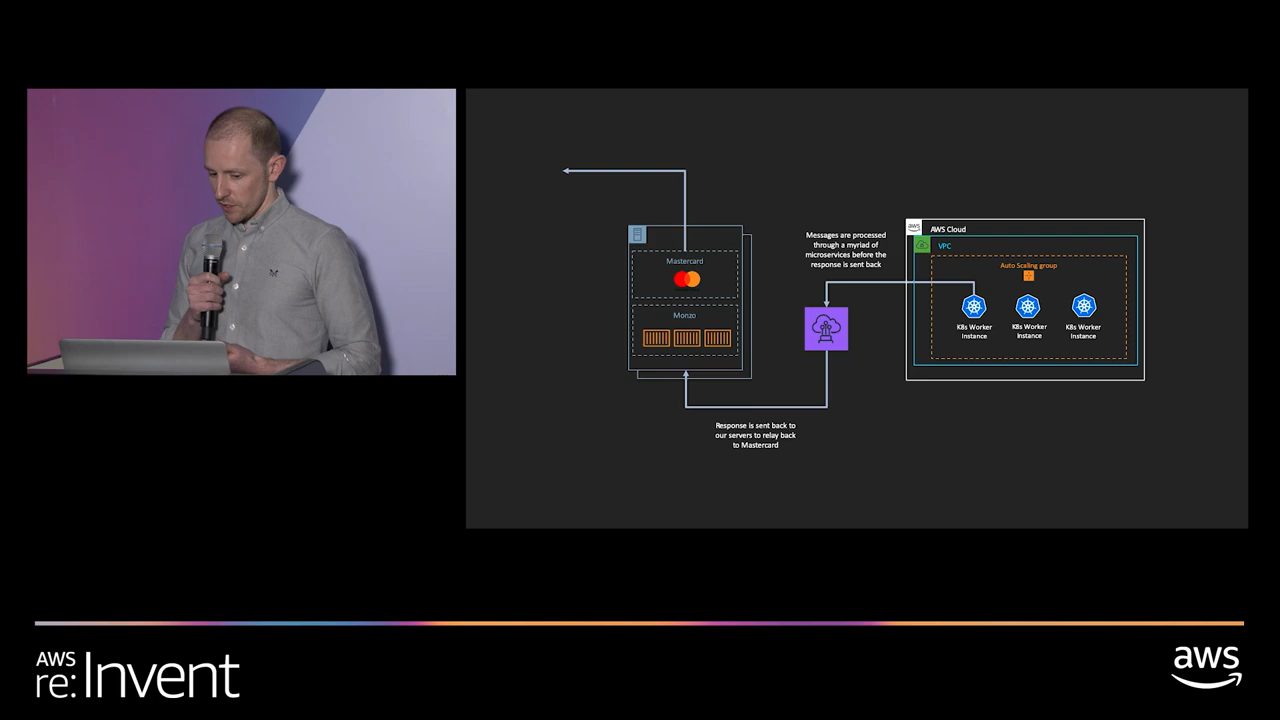 Mastercard
Monzo
Messages are processed
through a myriad of
microservices before the
response is sent back
Response is sent back to
our servers to relay back
to Mastercard
aws
AWS Cloud
VPC
Auto Scaling group
K8s Worker
Instance
K8s Worker
Instance
K8s Worker
Instance
AWS
re:Invent
aws